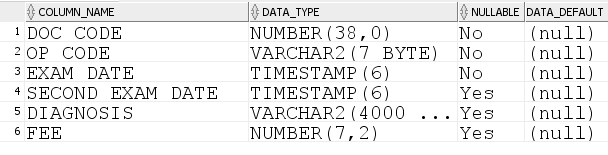 COLUMN_NAME DATA_TYPE NULLABLE DATA_DEFAULT
1 DOC CODE NUMBER(38,0) No (null)
2 OP CODE VARCHAR2(7 BYTE) No (null)
3 EXAM DATE TIMESTAMP(6) No (null)
4 SECOND EXAM DATE TIMESTAMP(6) Yes (null)
5 DIAGNOSIS VARCHAR2(4000 ... Yes (null)
6 FEE NUMBER(7,2) Yes (null)